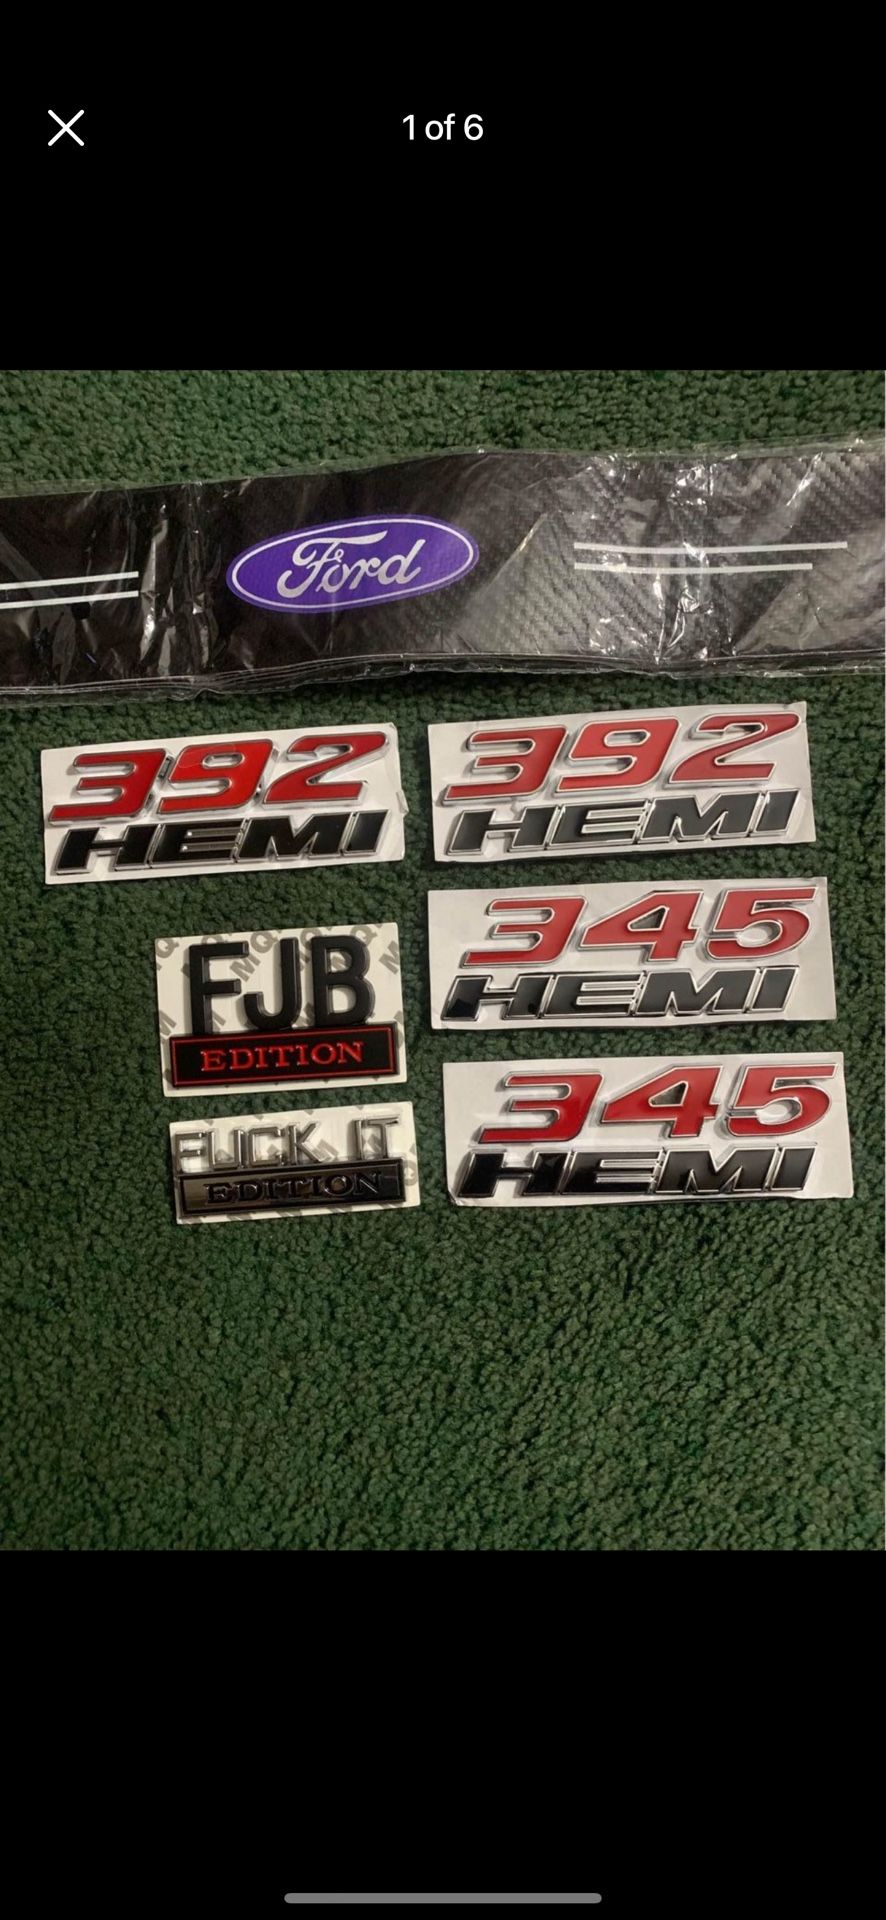 1 of 6
Ford
392
HEMI
392
HEMI
FJB
EDITION
345
HEMI
FUCK IT
EDITION
345
HEMI